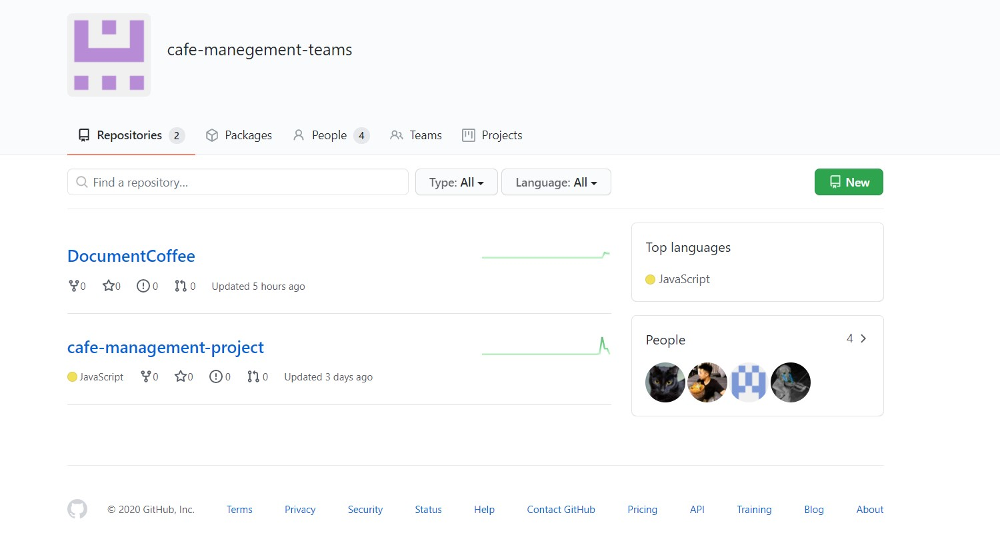 cafe-manegement-teams
Repositories 2 Packages People 4 Teams Projects
Find a repository... Type: All Language: All New
DocumentCoffee
0 0 0 0 Updated 5 hours ago
cafe-management-project
JavaScript 0 0 0 0 Updated 3 days ago
Top languages
JavaScript
People 4
© 2020 GitHub, Inc. Terms Privacy Security Status Help Contact GitHub Pricing API Training Blog About